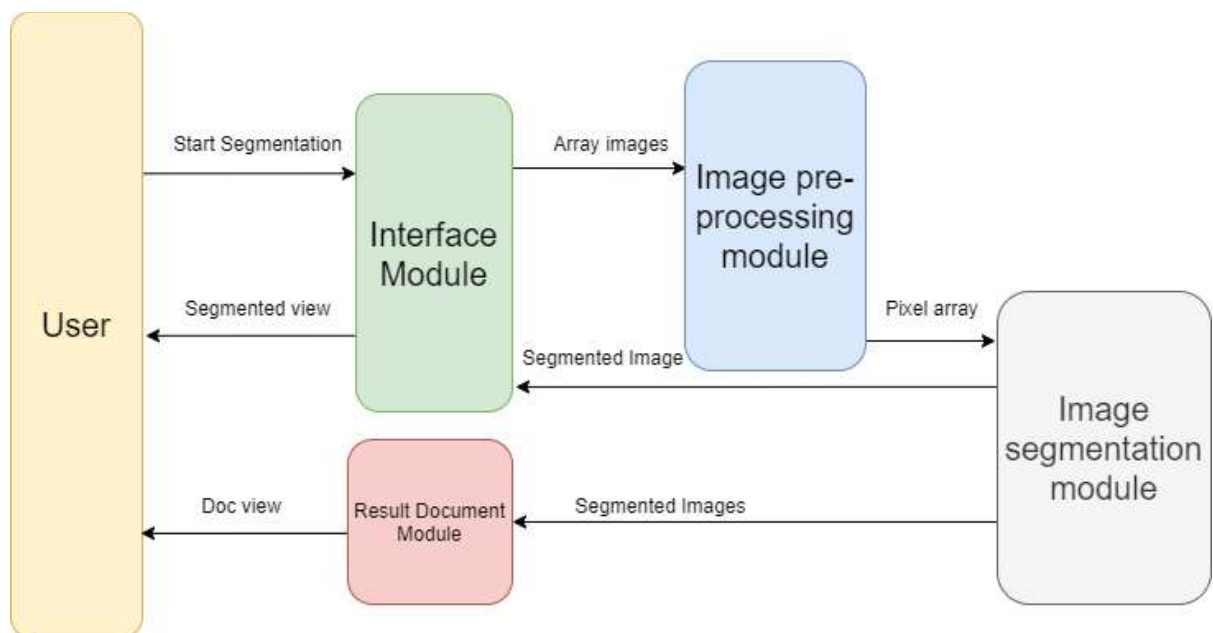 Start Segmentation
Array images
Image pre-
processing
module
Interface
Module
User
Segmented view
Pixel array
Segmented Image
Image
segmentation
module
Doc view
Result Document
Module
Segmented Images